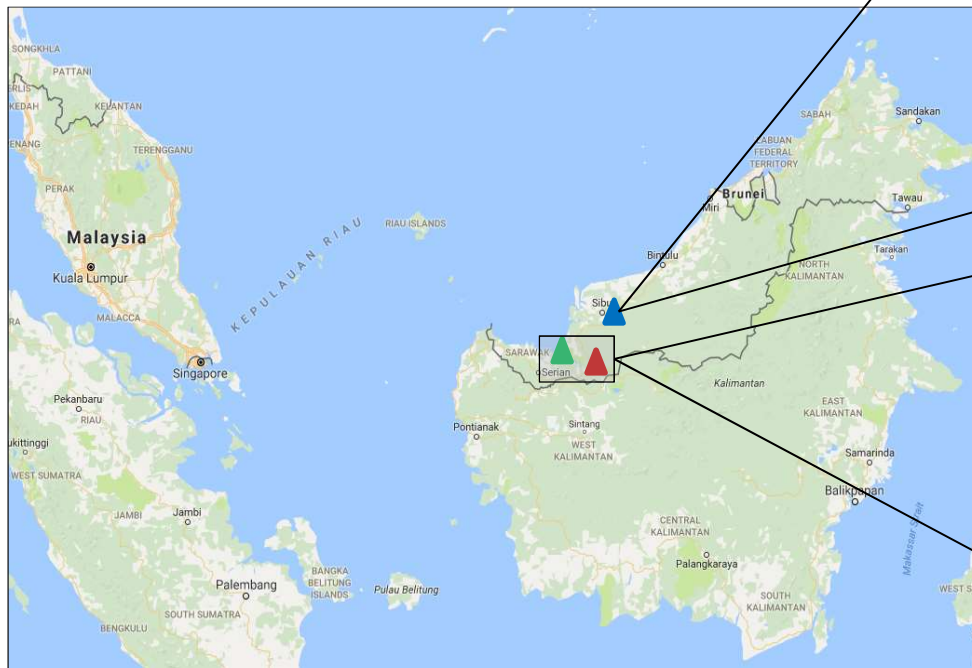 SONGKHLA
PATTANI
KELANTAN
KEDAH
TERENGGANU
PERAK
Malaysia
Kuala Lumpur
MALACCA
Singapore
Pekanbaru
RIAU
WEST SUMATRA
JAMBI
Jambi
Palembang
SOUTH SUMATRA
BENGKULU
BANGKA
BELITUNG
ISLANDS
Pulau Belitung
KEPULAUAN RIAU
RIAU ISLANDS
Sandakan
SABAH
FEDERAL
TERRITORY
Brunei
Miri
Tawau
Tarakan
Bintulu
NORTH
KALIMANTAN
SARAWAK
Serian
Kalimantan
Pontianak
Sintang
WEST
KALIMANTAN
EAST
KALIMANTAN
Samarinda
Balikpapan
CENTRAL
KALIMANTAN
Palangkaraya
SOUTH
KALIMANTAN
Makassar Strait